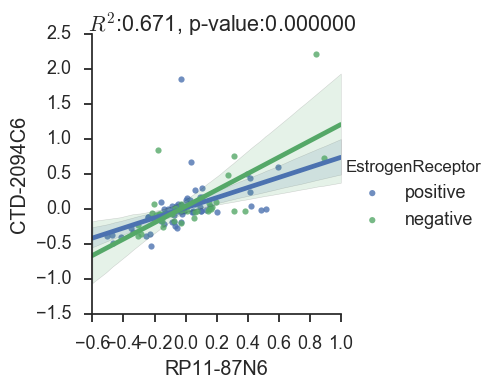 R²:0.671, p-value:0.000000
2.5
2.0
1.5
1.0
0.5
0.0
−0.5
−1.0
−1.5
CTD-2094C6
−0.6 −0.4 −0.2 0.0 0.2 0.4 0.6 0.8 1.0
RP11-87N6
EstrogenReceptor
positive
negative